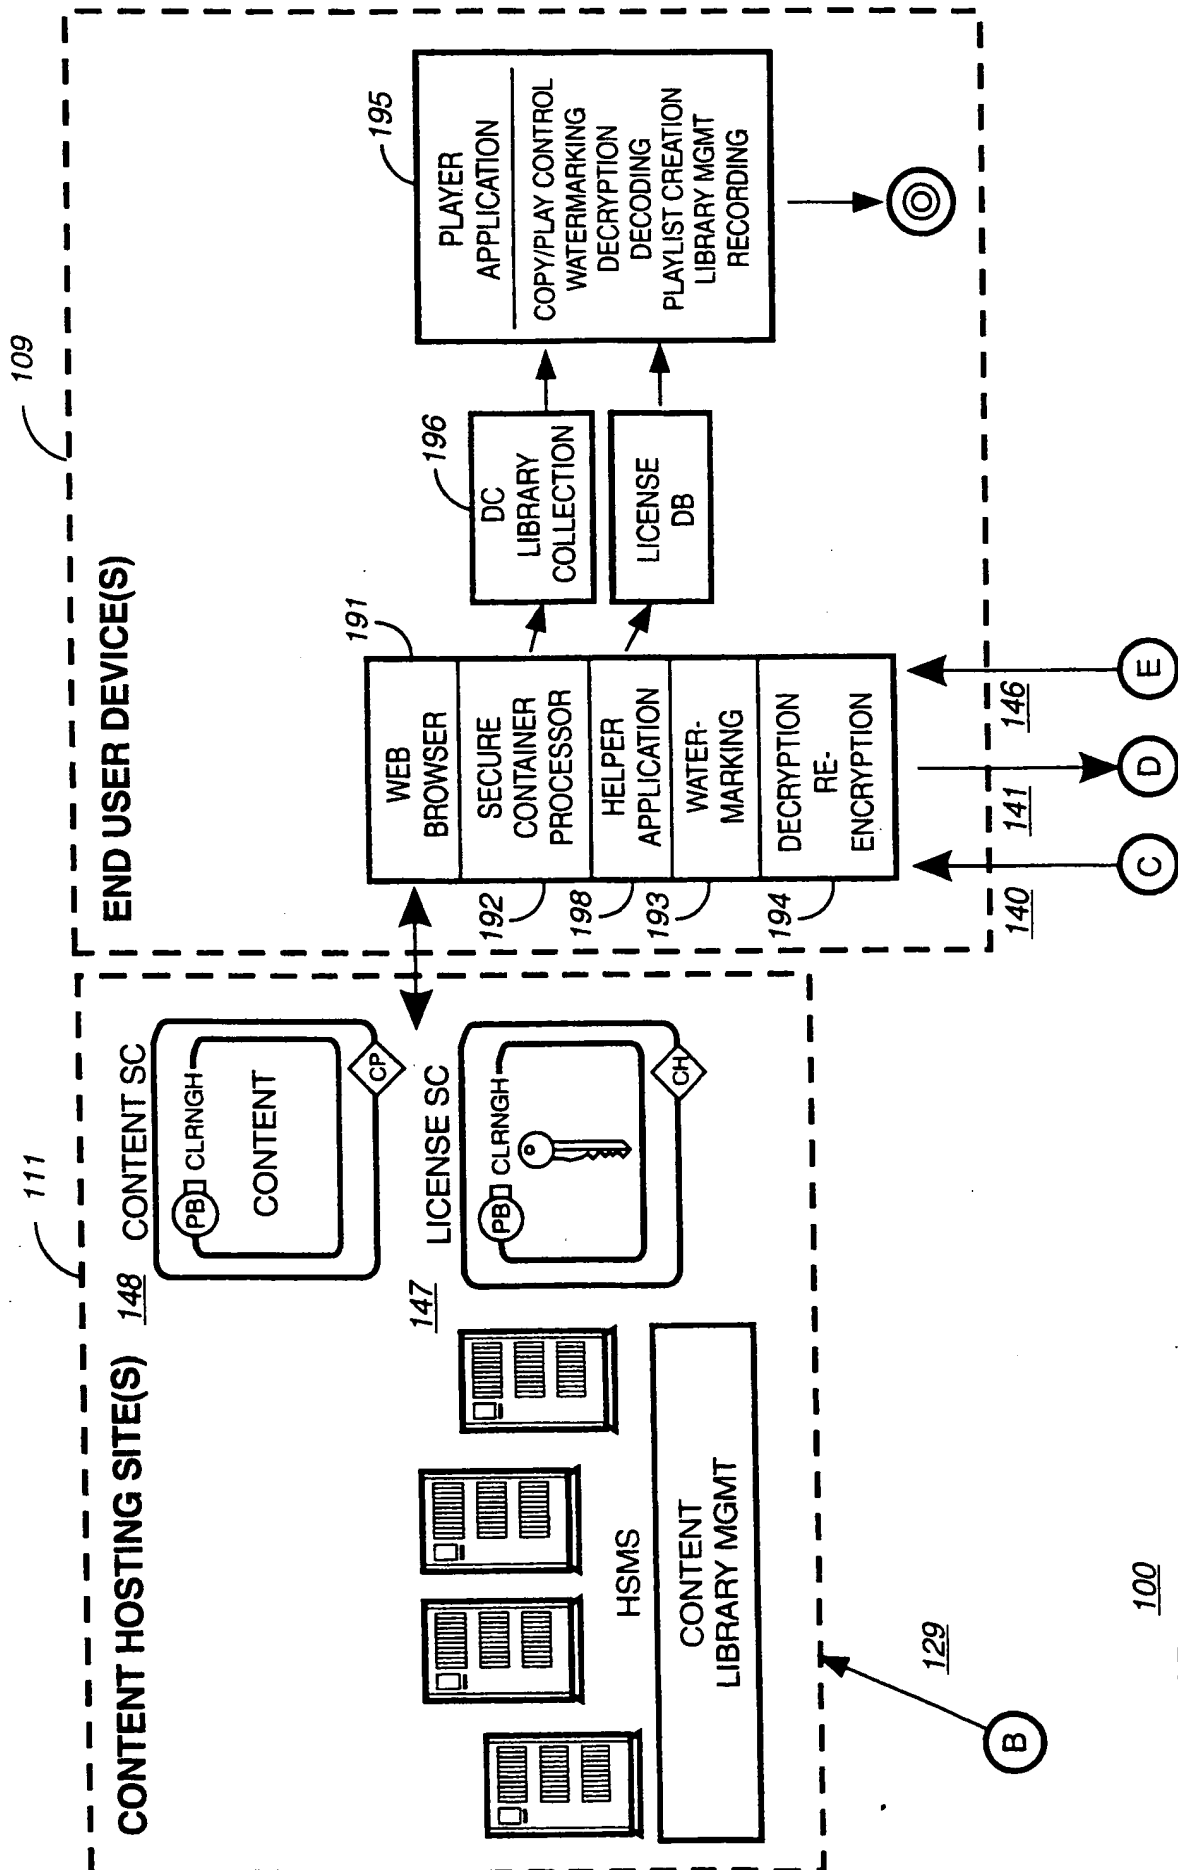 111
109
CONTENT HOSTING SITE(S)
148
CONTENT SC
PB
CLRNGH
CONTENT
CP
147
LICENSE SC
PB
CLRNGH
CH
HSMS
CONTENT
LIBRARY MGMT
B
129
100
END USER DEVICE(S)
191
WEB
BROWSER
SECURE
CONTAINER
PROCESSOR
HELPER
APPLICATION
WATER-
MARKING
DECRYPTION
RE-
ENCRYPTION
192
198
193
194
196
DC
LIBRARY
COLLECTION
LICENSE
DB
195
PLAYER
APPLICATION
COPY/PLAY CONTROL
WATERMARKING
DECRYPTION
DECODING
PLAYLIST CREATION
LIBRARY MGMT
RECORDING
140
141
146
C
D
E